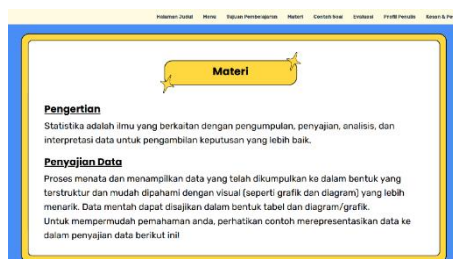 Halaman Judul Menu Tujuan Pembelajaran Materi Contoh Soal Evaluasi Profil Penulis Kesan & Pe
Materi
Pengertian
Statistika adalah ilmu yang berkaitan dengan pengumpulan, penyajian, analisis, dan
interpretasi data untuk pengambilan keputusan yang lebih baik.
Penyajian Data
Proses menata dan menampilkan data yang telah dikumpulkan ke dalam bentuk yang
terstruktur dan mudah dipahami dengan visual (seperti grafik dan diagram) yang lebih
menarik. Data mentah dapat disajikan dalam bentuk tabel dan diagram/grafik.
Untuk mempermudah pemahaman anda, perhatikan contoh merepresentasikan data ke
dalam penyajian data berikut ini!